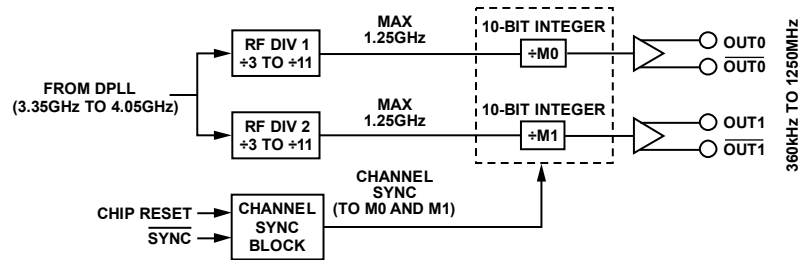 MAX
1.25GHz
10-BIT INTEGER
RF DIV 1
÷3 TO ÷11
÷M0
OUT0
OUT0
FROM DPLL
(3.35GHz TO 4.05GHz)
MAX
1.25GHz
10-BIT INTEGER
RF DIV 2
÷3 TO ÷11
÷M1
OUT1
OUT1
360kHz TO 1250MHz
CHANNEL
SYNC
(TO M0 AND M1)
CHIP RESET
SYNC
CHANNEL
SYNC
BLOCK